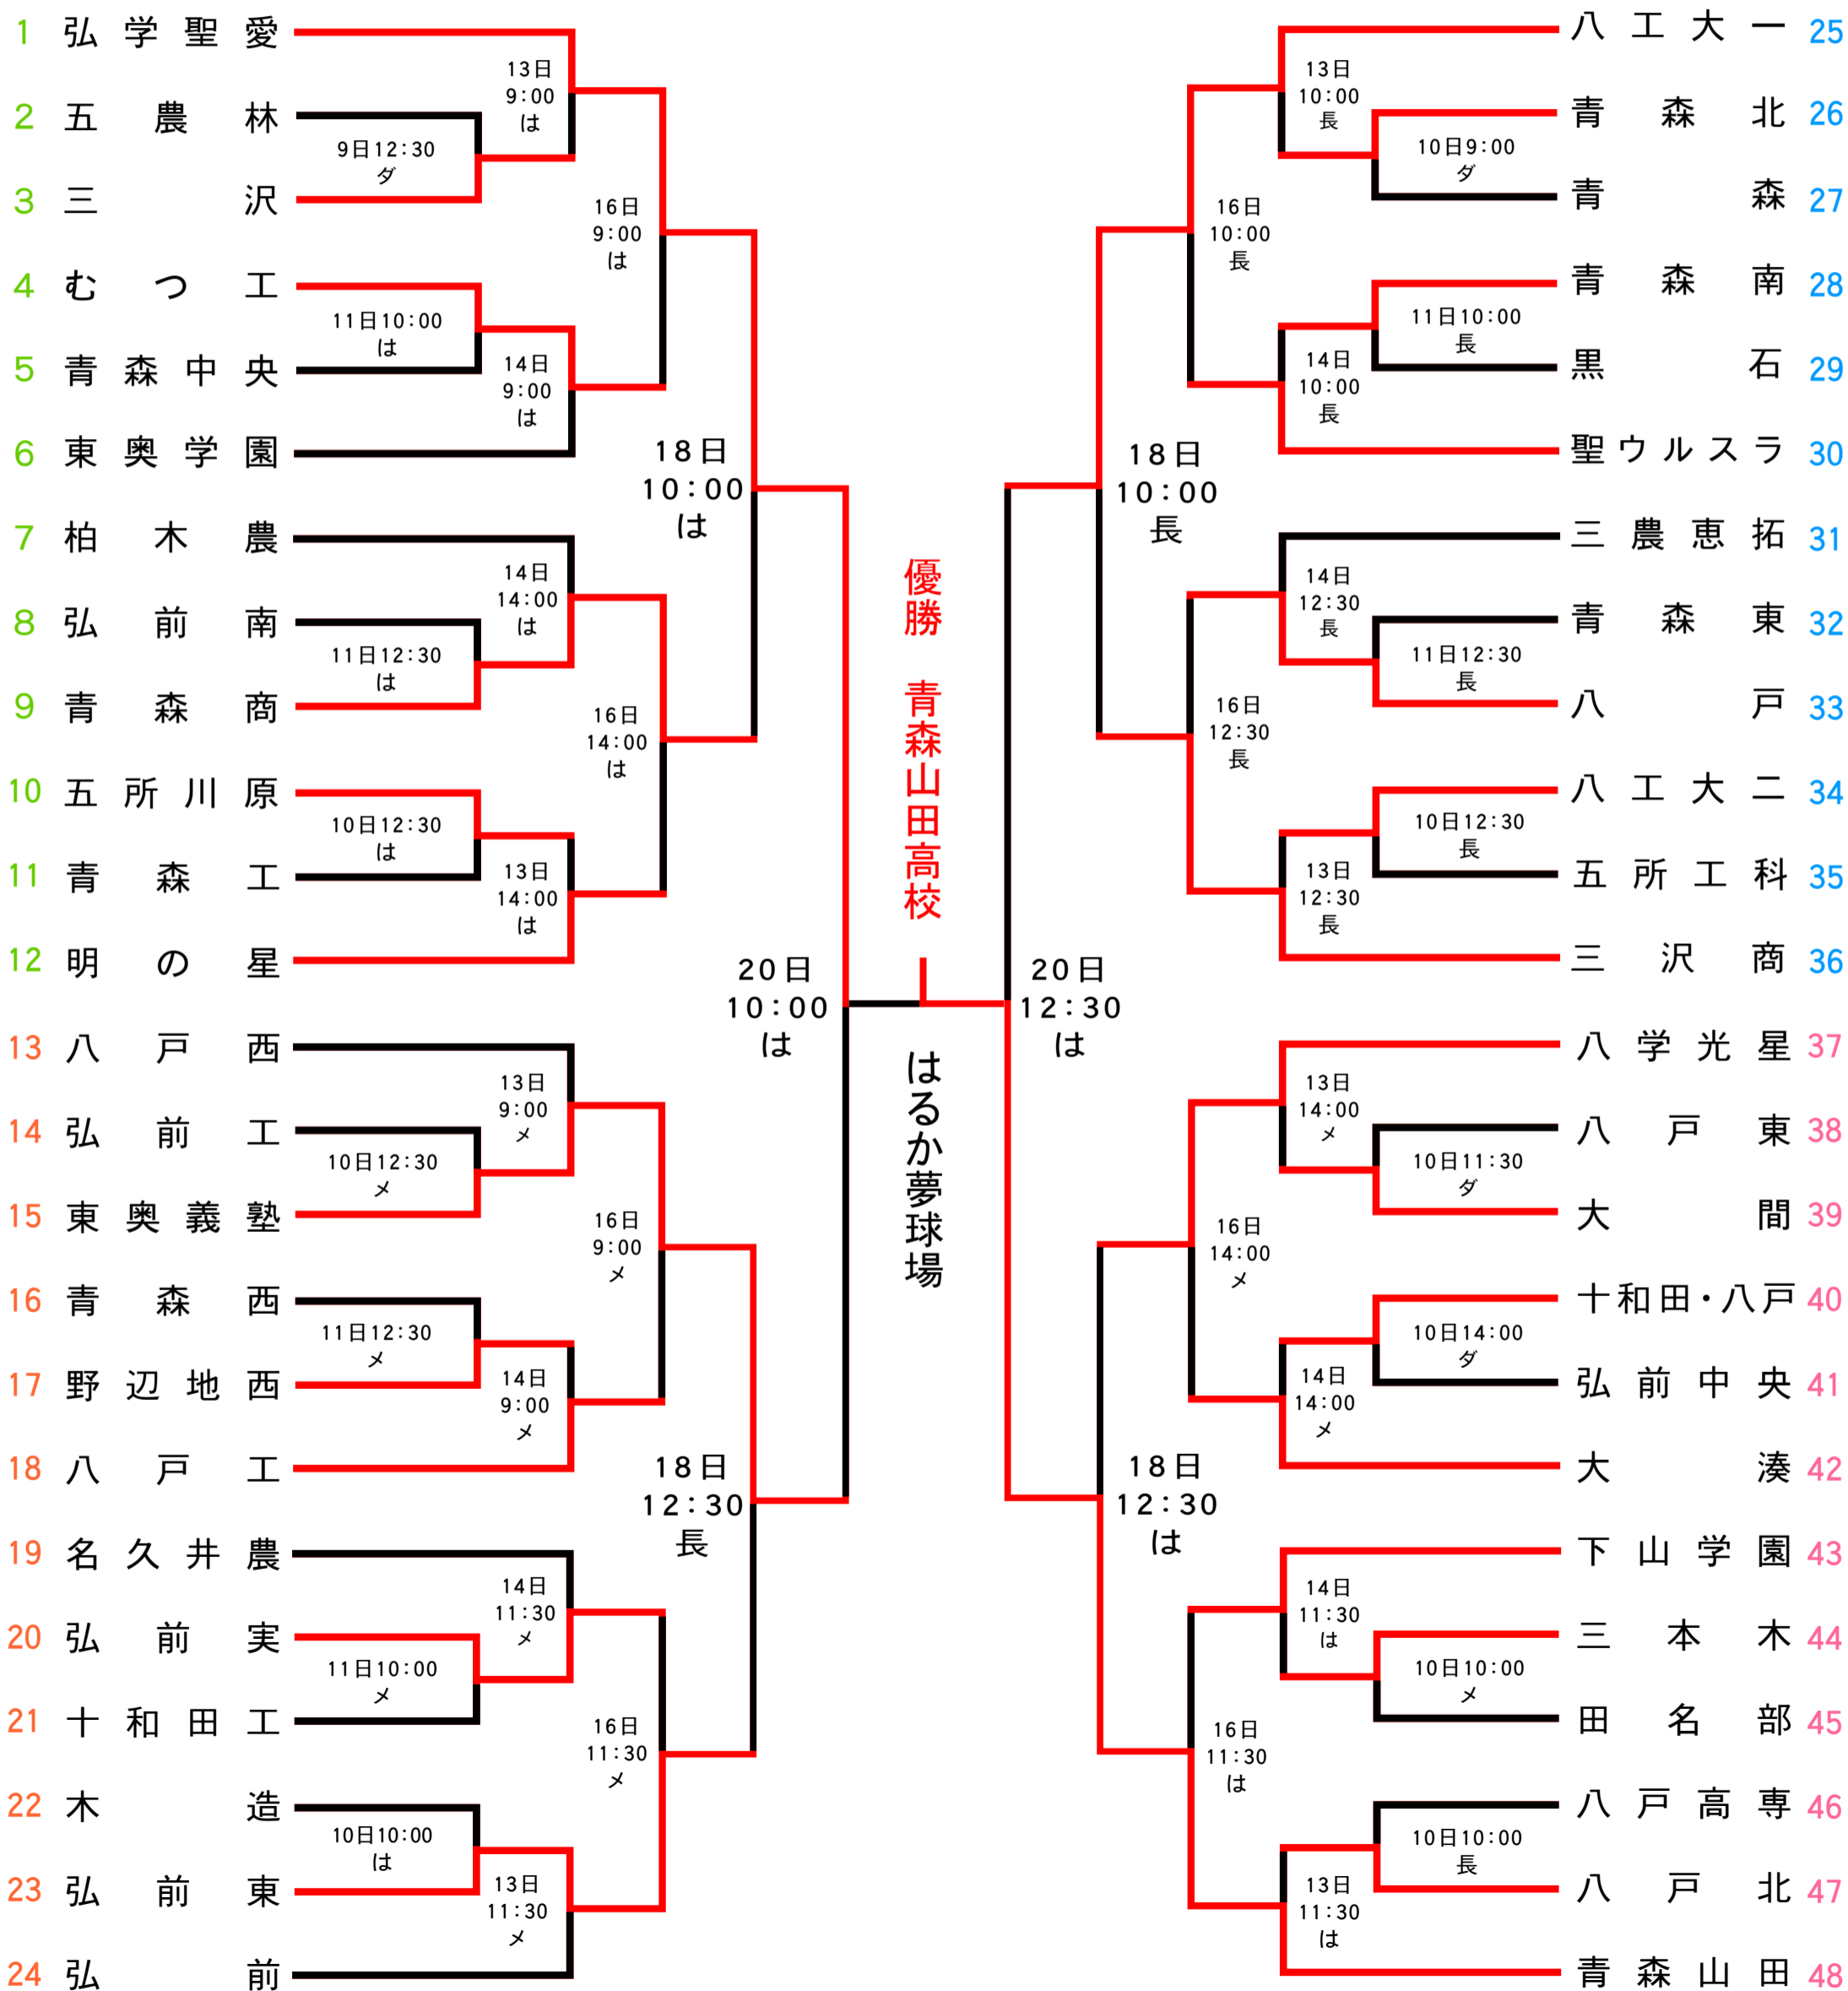 1 弘学聖愛
13日
9:00
は
2 五農林
9日12:30
ダ
3 三沢
16日
9:00
は
4 むつ工
11日10:00
は
5 青森中央
14日
9:00
は
6 東奥学園
18日
10:00
は
7 柏木農
14日
14:00
は
8 弘前南
11日12:30
は
9 青森商
16日
14:00
は
10 五所川原
10日12:30
は
11 青森工
13日
14:00
は
12 明の星
20日
10:00
は
13 八戸西
13日
9:00
メ
14 弘前工
10日12:30
メ
15 東奥義塾
16日
9:00
メ
16 青森西
11日12:30
メ
17 野辺地西
14日
9:00
メ
18 八戸工
18日
12:30
長
19 名久井農
14日
11:30
メ
20 弘前実
11日10:00
メ
21 十和田工
16日
11:30
メ
22 木造
10日10:00
は
23 弘前東
13日
11:30
メ
24 弘前
優勝 青森山田高校
はるか夢球場
八工大一 25
13日
10:00
長
青森北 26
10日9:00
ダ
青森 27
16日
10:00
長
青森南 28
11日10:00
長
黒石 29
14日
10:00
長
聖ウルスラ 30
18日
10:00
長
三農恵拓 31
14日
12:30
長
青森東 32
11日12:30
長
八戸 33
16日
12:30
長
八工大二 34
10日12:30
長
五所工科 35
13日
12:30
長
三沢商 36
20日
12:30
は
八学光星 37
13日
14:00
メ
八戸東 38
10日11:30
ダ
大間 39
16日
14:00
メ
十和田・八戸 40
10日14:00
ダ
弘前中央 41
14日
14:00
メ
大湊 42
18日
12:30
は
下山学園 43
14日
11:30
は
三本木 44
10日10:00
メ
田名部 45
16日
11:30
は
八戸高専 46
10日10:00
長
八戸北 47
13日
11:30
は
青森山田 48